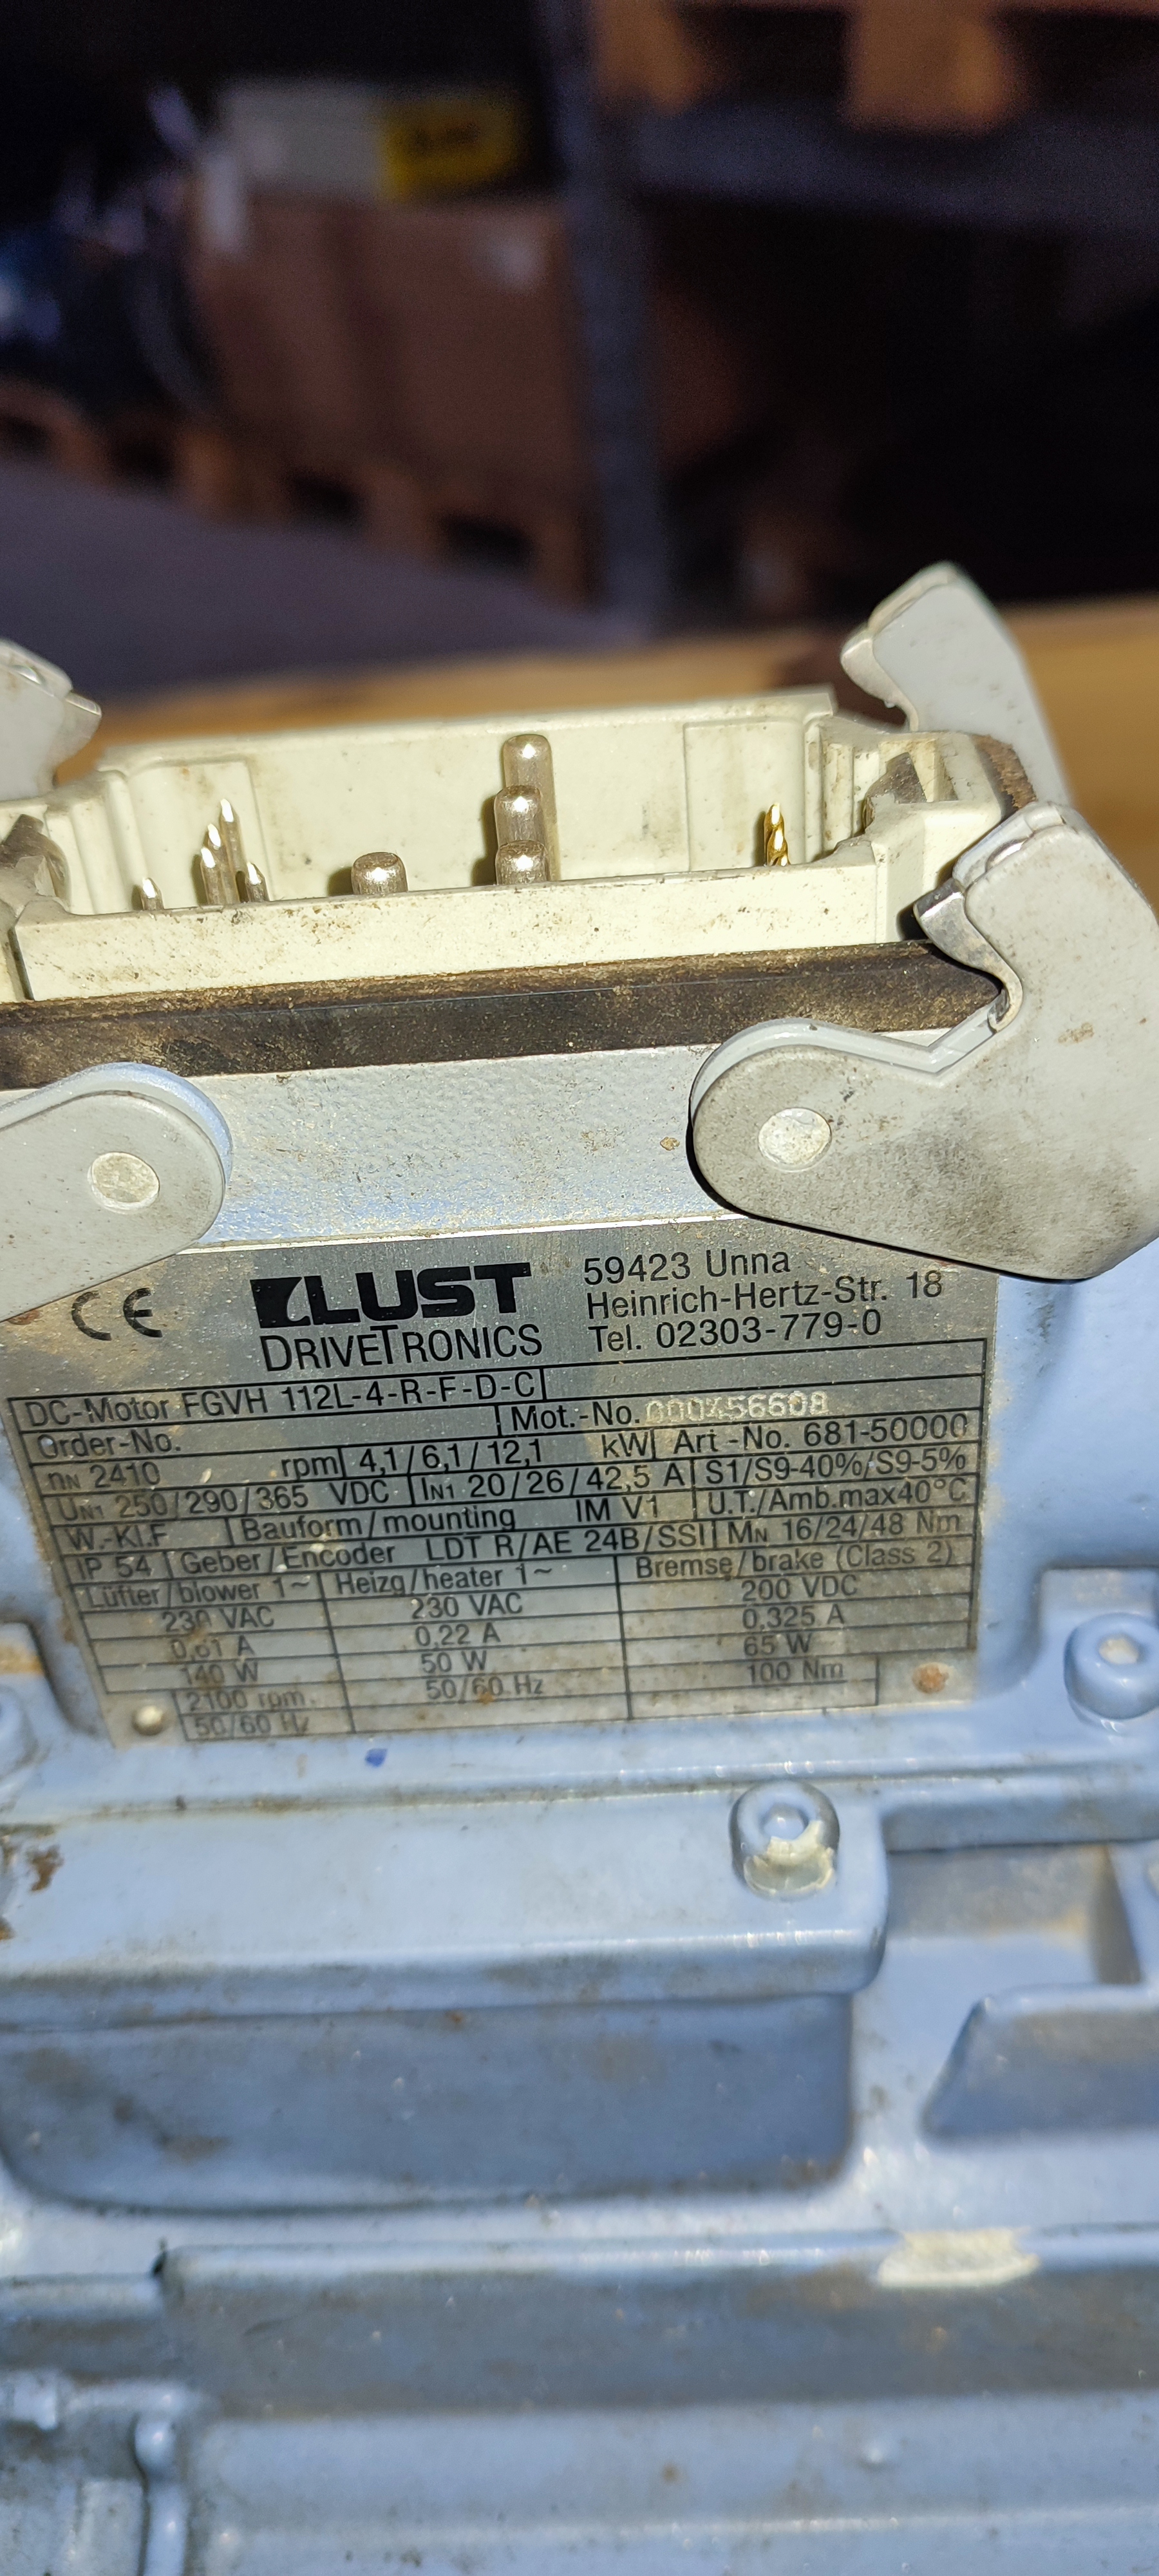 CE
LUST
DRIVETRONICS
59423 Unna
Heinrich-Hertz-Str. 18
Tel. 02303-779-0
DC-Motor FGVH 112L-4-R-F-D-C
Order-No. Mot.-No.
nN 2410 rpm 4,1/6,1/12,1 kW Art-No. 681-50000
UN1 250/290/365 VDC IN1 20/26/42,5 A S1/S9-40%/S9-5%
W.-Kl.F Bauform/mounting IM V1 U.T./Amb.max40°C
IP 54 Geber/Encoder LDT R/AE 24B/SSI MN 16/24/48 Nm
Lüfter/blower 1~ Heizg/heater 1~ Bremse/brake (Class 2)
230 VAC 230 VAC 200 VDC
0,61 A 0,22 A 0,325 A
140 W 50 W 65 W
2100 rpm 50/60 Hz 100 Nm
50/60 Hz